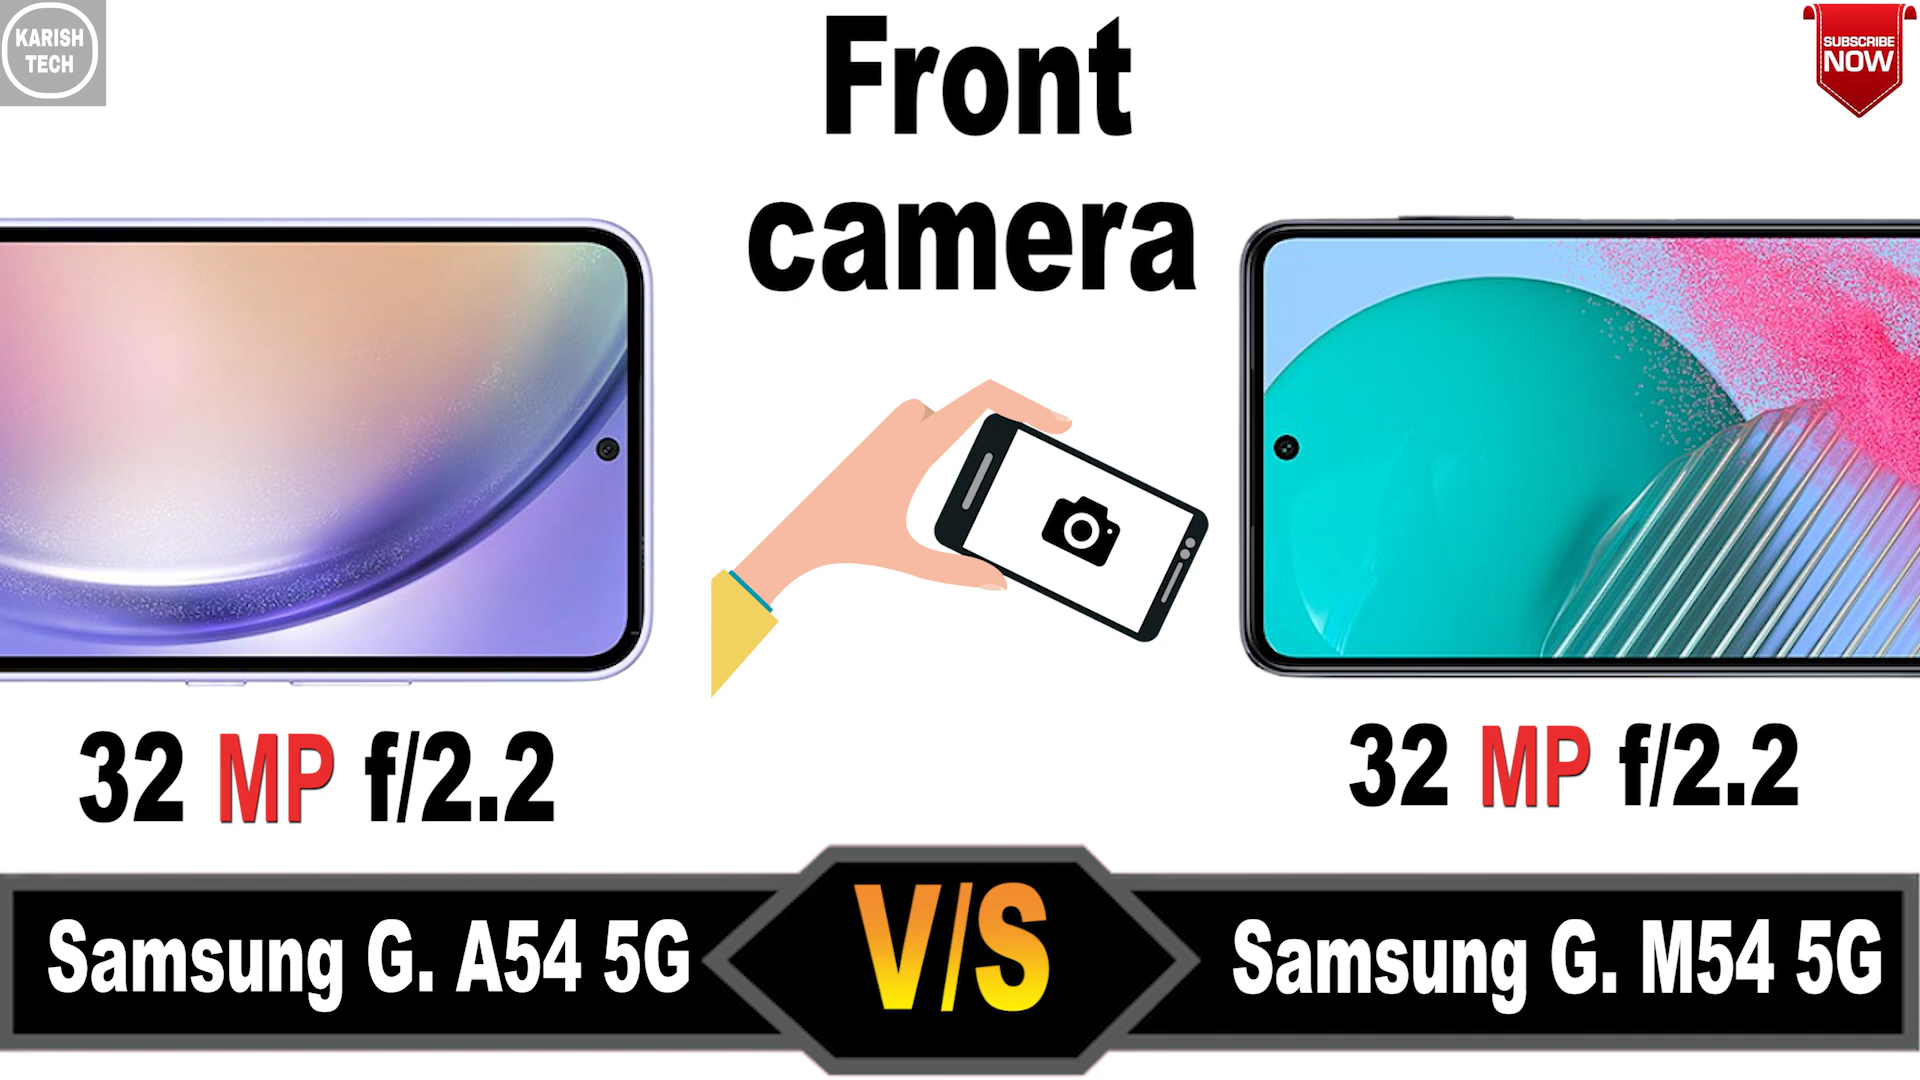 KARISH
TECH
Front
camera
SUBSCRIBE
NOW
32 MP f/2.2
32 MP f/2.2
Samsung G. A54 5G
V/S
Samsung G. M54 5G